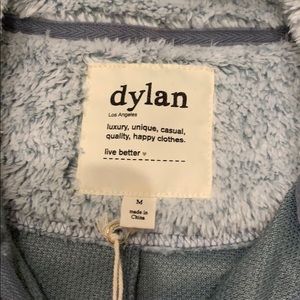 dylan
Los Angeles
luxury, unique, casual,
quality, happy clothes.
live better ♥
M
made in
China